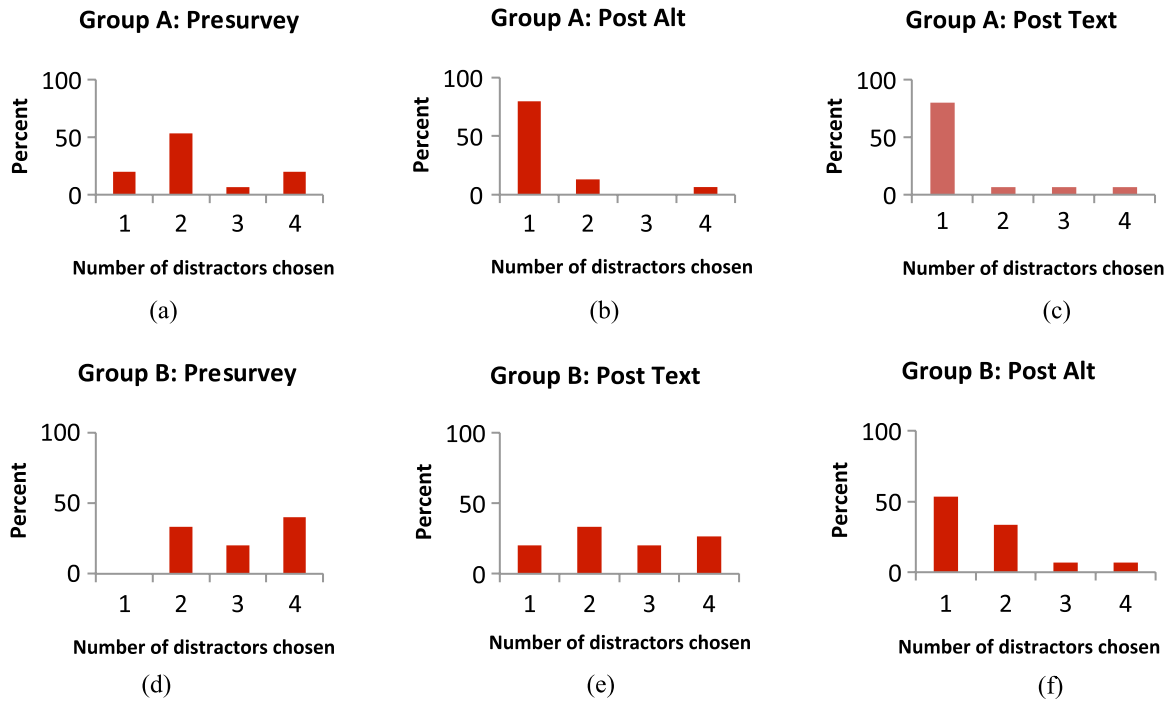 Group A: Presurvey
100
50
0
Percent
1 2 3 4
Number of distractors chosen
(a)
Group A: Post Alt
100
50
0
Percent
1 2 3 4
Number of distractors chosen
(b)
Group A: Post Text
100
50
0
Percent
1 2 3 4
Number of distractors chosen
(c)
Group B: Presurvey
100
50
0
Percent
1 2 3 4
Number of distractors chosen
(d)
Group B: Post Text
100
50
0
Percent
1 2 3 4
Number of distractors chosen
(e)
Group B: Post Alt
100
50
0
Percent
1 2 3 4
Number of distractors chosen
(f)